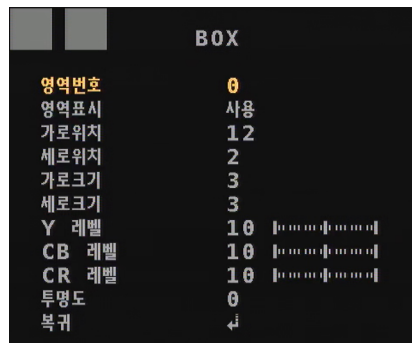 BOX
영역번호 0
영역표시 사용
가로위치 12
세로위치 2
가로크기 3
세로크기 3
Y 레벨 10
CB 레벨 10
CR 레벨 10
투명도 0
복귀 ↲